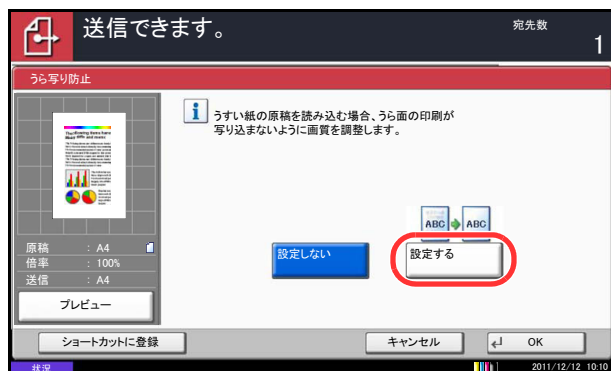 送信できます。
宛先数
1
うら写り防止
うすい紙の原稿を読み込む場合、うら面の印刷が
写り込まないように画質を調整します。
ABC ABC
設定しない
設定する
原稿 : A4
倍率 : 100%
送信 : A4
プレビュー
ショートカットに登録
キャンセル
OK
状況
2011/12/12 10:10